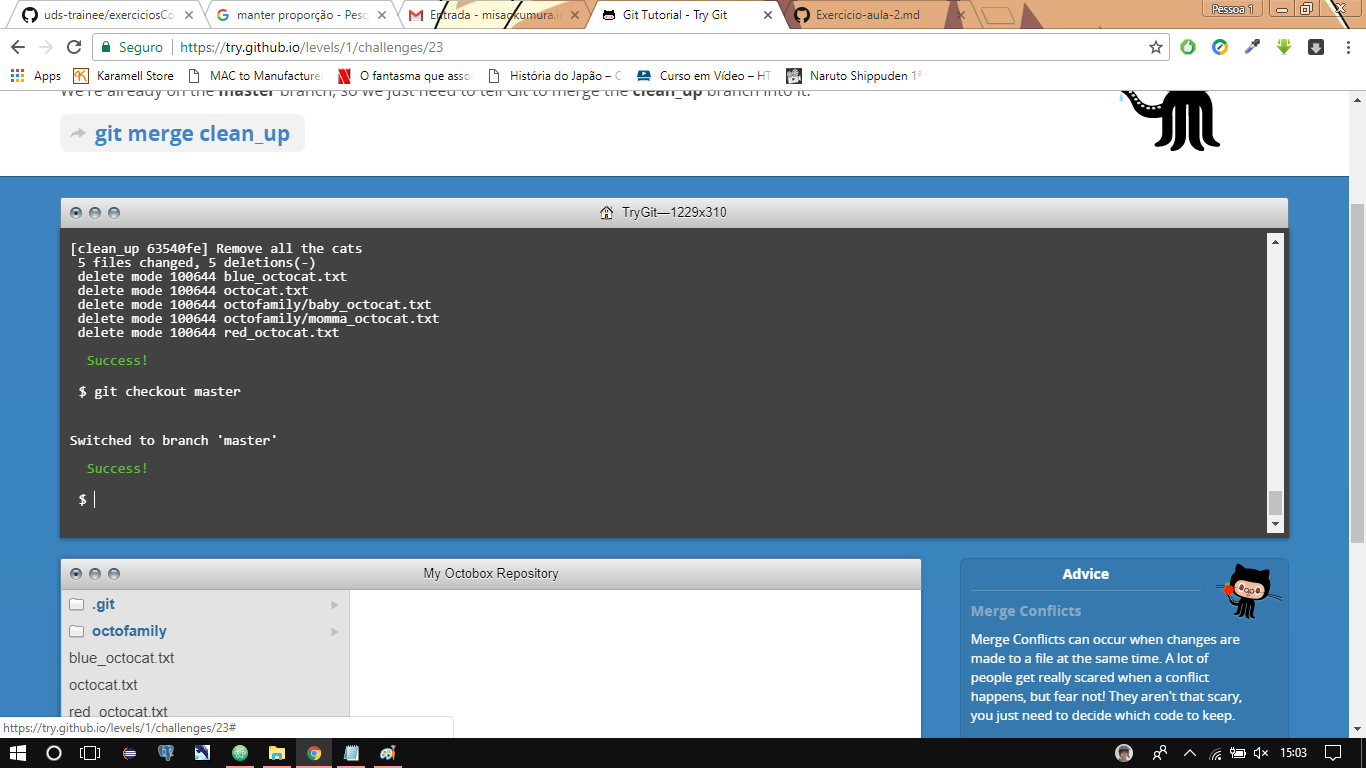 uds-trainee/exerciciosCo
manter proporção - Pesq
Entrada - misaokumura.
Git Tutorial - Try Git
Exercicio-aula-2.md
Pessoa 1
Seguro
https://try.github.io/levels/1/challenges/23
Apps
Karamell Store
MAC to Manufacture
O fantasma que asso
História do Japão – C
Curso em Vídeo – HT
Naruto Shippuden 1ª
We're already on the master branch, so we just need to tell Git to merge the clean_up branch into it.
git merge clean_up
TryGit—1229x310
[clean_up 63540fe] Remove all the cats
5 files changed, 5 deletions(-)
delete mode 100644 blue_octocat.txt
delete mode 100644 octocat.txt
delete mode 100644 octofamily/baby_octocat.txt
delete mode 100644 octofamily/momma_octocat.txt
delete mode 100644 red_octocat.txt
Success!
$ git checkout master
Switched to branch 'master'
Success!
$
My Octobox Repository
.git
octofamily
blue_octocat.txt
octocat.txt
red_octocat.txt
Advice
Merge Conflicts
Merge Conflicts can occur when changes are
made to a file at the same time. A lot of
people get really scared when a conflict
happens, but fear not! They aren't that scary,
you just need to decide which code to keep.
https://try.github.io/levels/1/challenges/23#
15:03